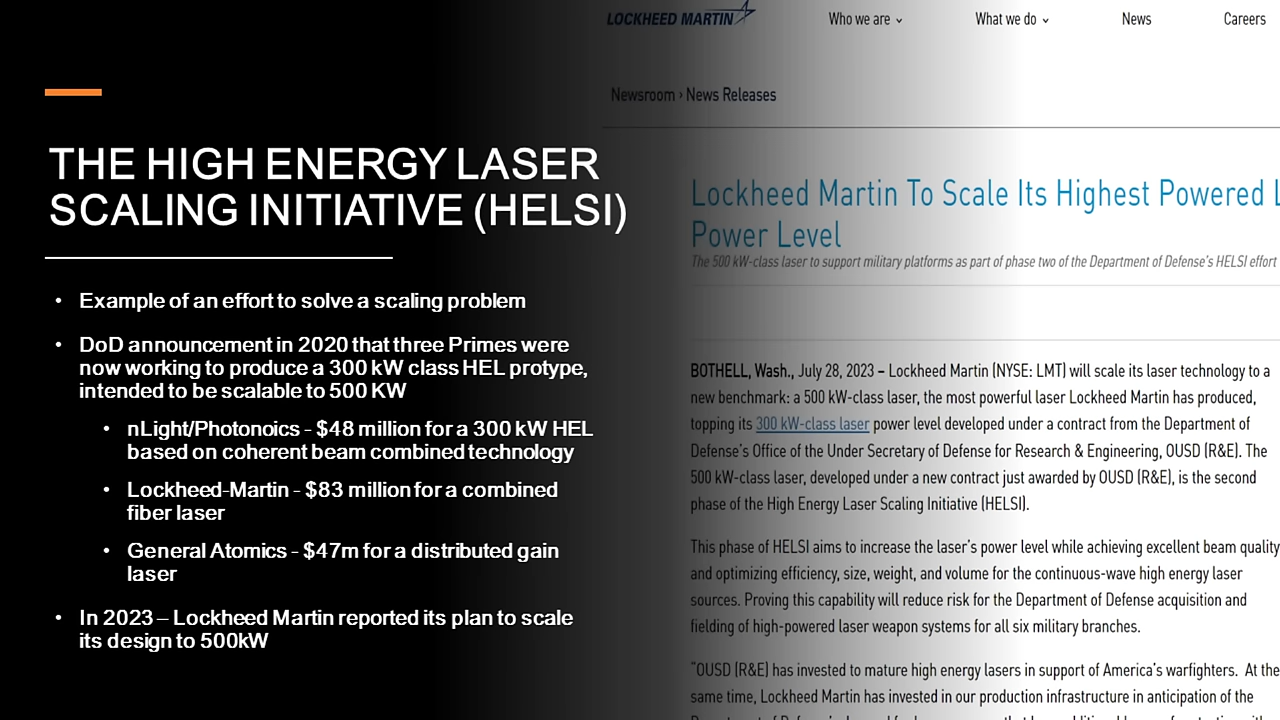 LOCKHEED MARTIN
Who we are
What we do
News
Careers
Newsroom › News Releases
THE HIGH ENERGY LASER
SCALING INITIATIVE (HELSI)
• Example of an effort to solve a scaling problem
• DoD announcement in 2020 that three Primes were
now working to produce a 300 kW class HEL protype,
intended to be scalable to 500 KW
• nLight/Photonoics - $48 million for a 300 kW HEL
based on coherent beam combined technology
• Lockheed-Martin - $83 million for a combined
fiber laser
• General Atomics - $47m for a distributed gain
laser
• In 2023 – Lockheed Martin reported its plan to scale
its design to 500kW
Lockheed Martin To Scale Its Highest Powered L
Power Level
The 500 kW-class laser to support military platforms as part of phase two of the Department of Defense's HELSI effort
BOTHELL, Wash., July 28, 2023 – Lockheed Martin (NYSE: LMT) will scale its laser technology to a
new benchmark: a 500 kW-class laser, the most powerful laser Lockheed Martin has produced,
topping its 300 kW-class laser power level developed under a contract from the Department of
Defense's Office of the Under Secretary of Defense for Research & Engineering, OUSD (R&E). The
500 kW-class laser, developed under a new contract just awarded by OUSD (R&E), is the second
phase of the High Energy Laser Scaling Initiative (HELSI).
This phase of HELSI aims to increase the laser's power level while achieving excellent beam quality
and optimizing efficiency, size, weight, and volume for the continuous-wave high energy laser
sources. Proving this capability will reduce risk for the Department of Defense acquisition and
fielding of high-powered laser weapon systems for all six military branches.
"OUSD (R&E) has invested to mature high energy lasers in support of America's warfighters. At the
same time, Lockheed Martin has invested in our production infrastructure in anticipation of the